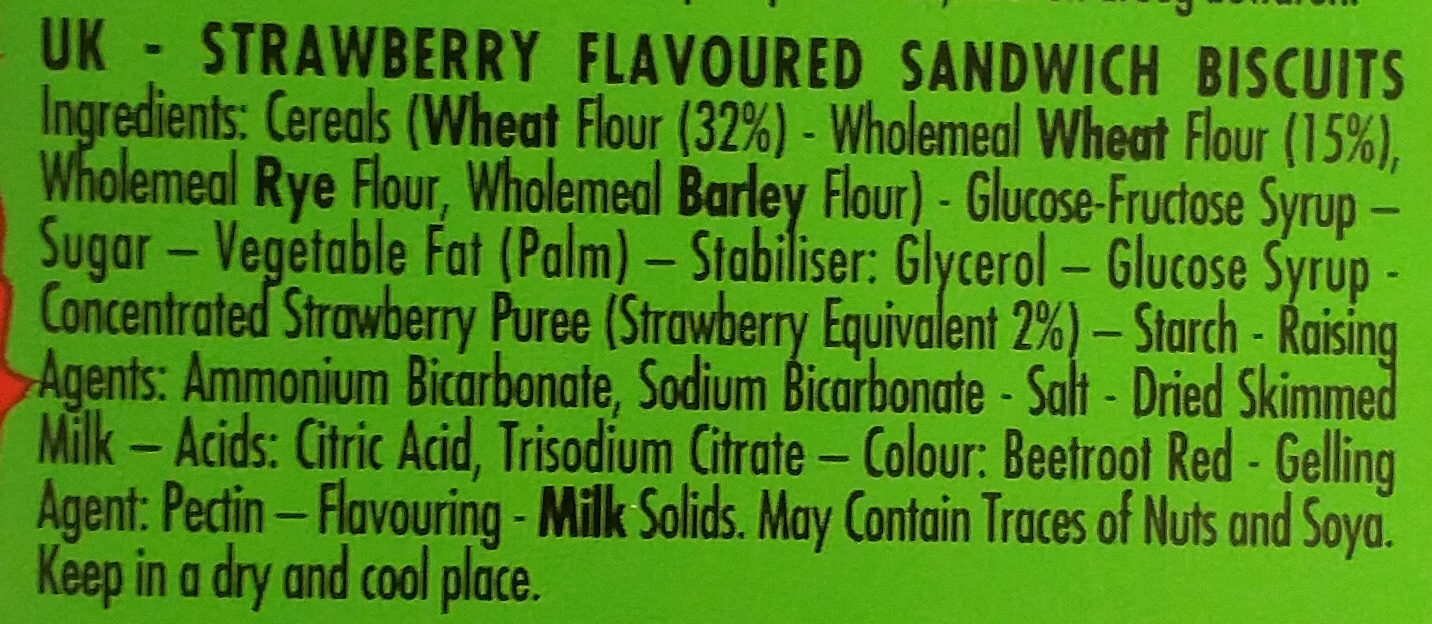 UK - STRAWBERRY FLAVOURED SANDWICH BISCUITS
Ingredients: Cereals (Wheat Flour (32%) - Wholemeal Wheat Flour (15%),
Wholemeal Rye Flour, Wholemeal Barley Flour) - Glucose-Fructose Syrup –
Sugar – Vegetable Fat (Palm) – Stabiliser: Glycerol – Glucose Syrup -
Concentrated Strawberry Puree (Strawberry Equivalent 2%) – Starch - Raising
Agents: Ammonium Bicarbonate, Sodium Bicarbonate - Salt - Dried Skimmed
Milk – Acids: Citric Acid, Trisodium Citrate – Colour: Beetroot Red - Gelling
Agent: Pectin – Flavouring - Milk Solids. May Contain Traces of Nuts and Soya.
Keep in a dry and cool place.